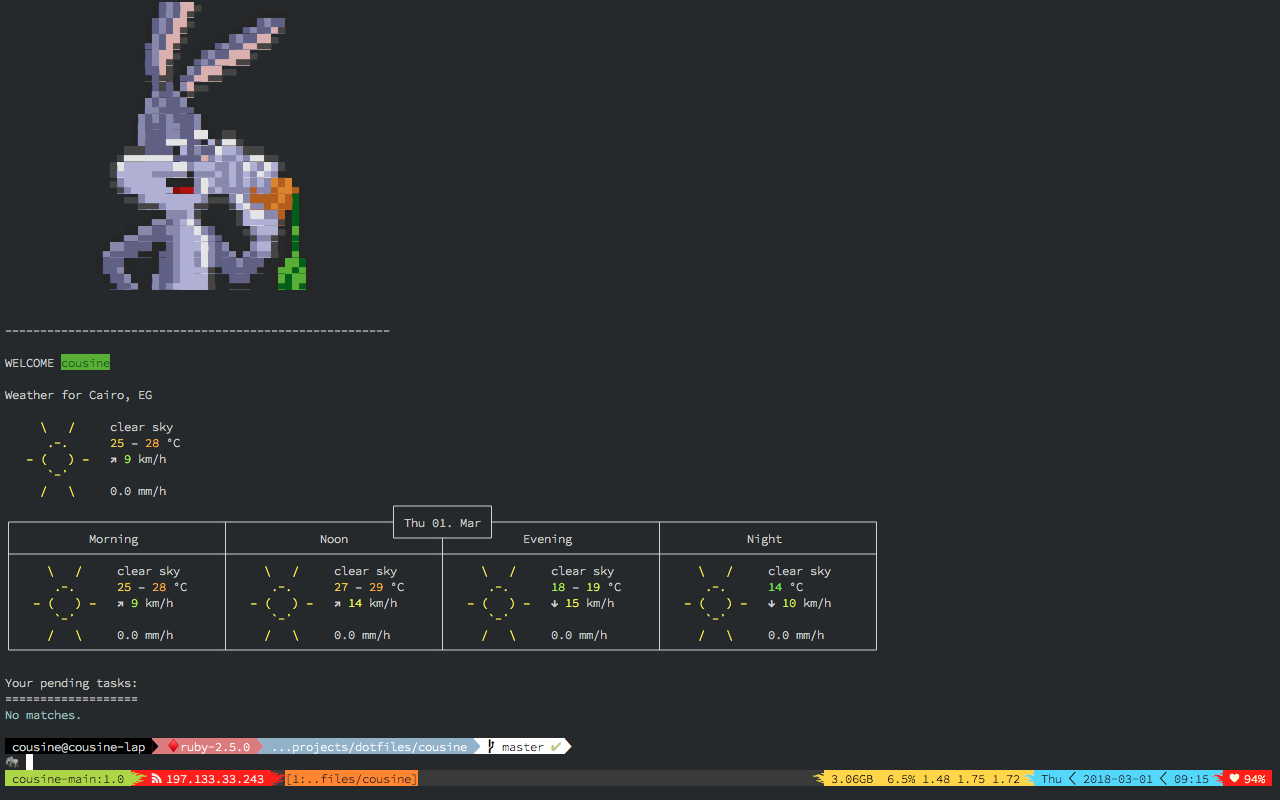 WELCOME cousine
Weather for Cairo, EG
clear sky
25 – 28 °C
↗ 9 km/h
0.0 mm/h
Thu 01. Mar
Morning Noon Evening Night
clear sky clear sky clear sky clear sky
25 – 28 °C 27 – 29 °C 18 – 19 °C 14 °C
↗ 9 km/h ↗ 14 km/h ↓ 15 km/h ↓ 10 km/h
0.0 mm/h 0.0 mm/h 0.0 mm/h 0.0 mm/h
Your pending tasks:
===================
No matches.
cousine@cousine-lap ruby-2.5.0 ...projects/dotfiles/cousine master ✔
cousine-main:1.0 197.133.33.243 [1:..files/cousine] 3.06GB 6.5% 1.48 1.75 1.72 Thu < 2018-03-01 < 09:15 ♥ 94%